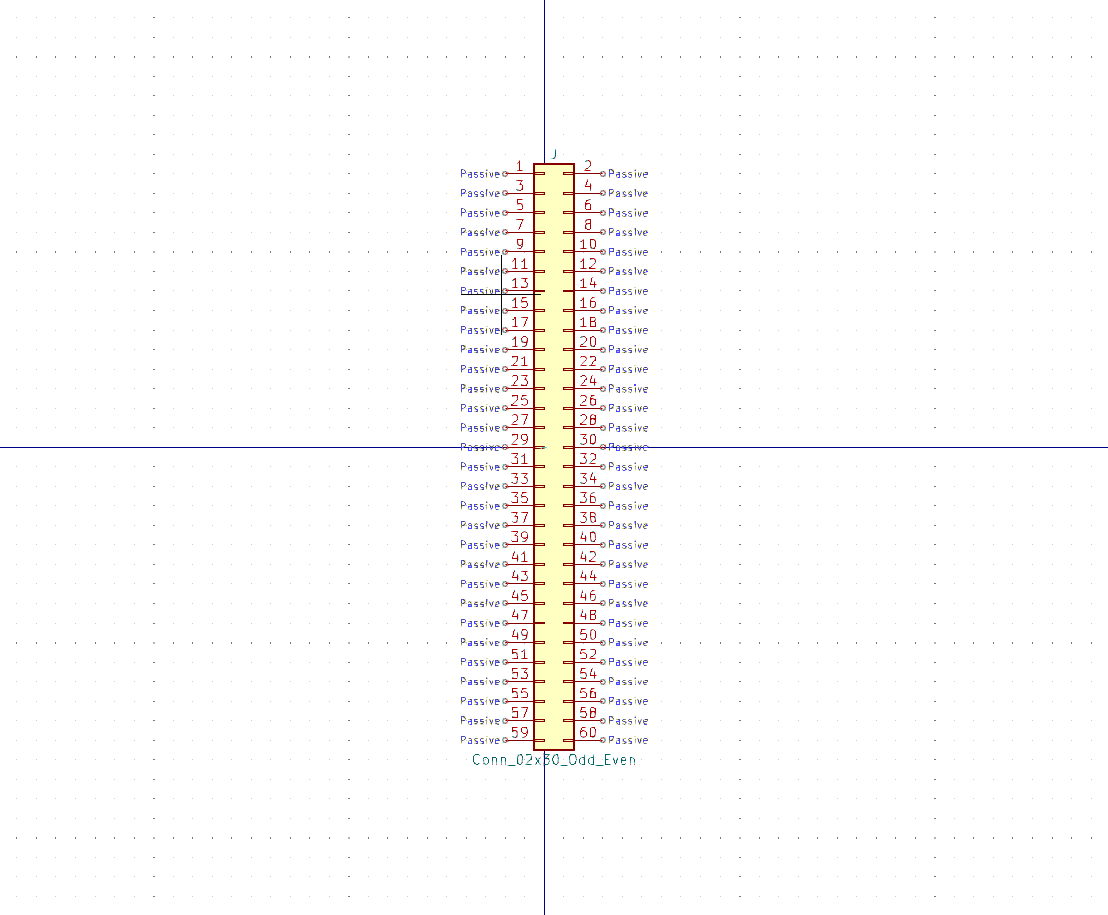 J
Passive 1 2 Passive
Passive 3 4 Passive
Passive 5 6 Passive
Passive 7 8 Passive
Passive 9 10 Passive
Passive 11 12 Passive
Passive 13 14 Passive
Passive 15 16 Passive
Passive 17 18 Passive
Passive 19 20 Passive
Passive 21 22 Passive
Passive 23 24 Passive
Passive 25 26 Passive
Passive 27 28 Passive
Passive 29 30 Passive
Passive 31 32 Passive
Passive 33 34 Passive
Passive 35 36 Passive
Passive 37 38 Passive
Passive 39 40 Passive
Passive 41 42 Passive
Passive 43 44 Passive
Passive 45 46 Passive
Passive 47 48 Passive
Passive 49 50 Passive
Passive 51 52 Passive
Passive 53 54 Passive
Passive 55 56 Passive
Passive 57 58 Passive
Passive 59 60 Passive
Conn_02x30_Odd_Even